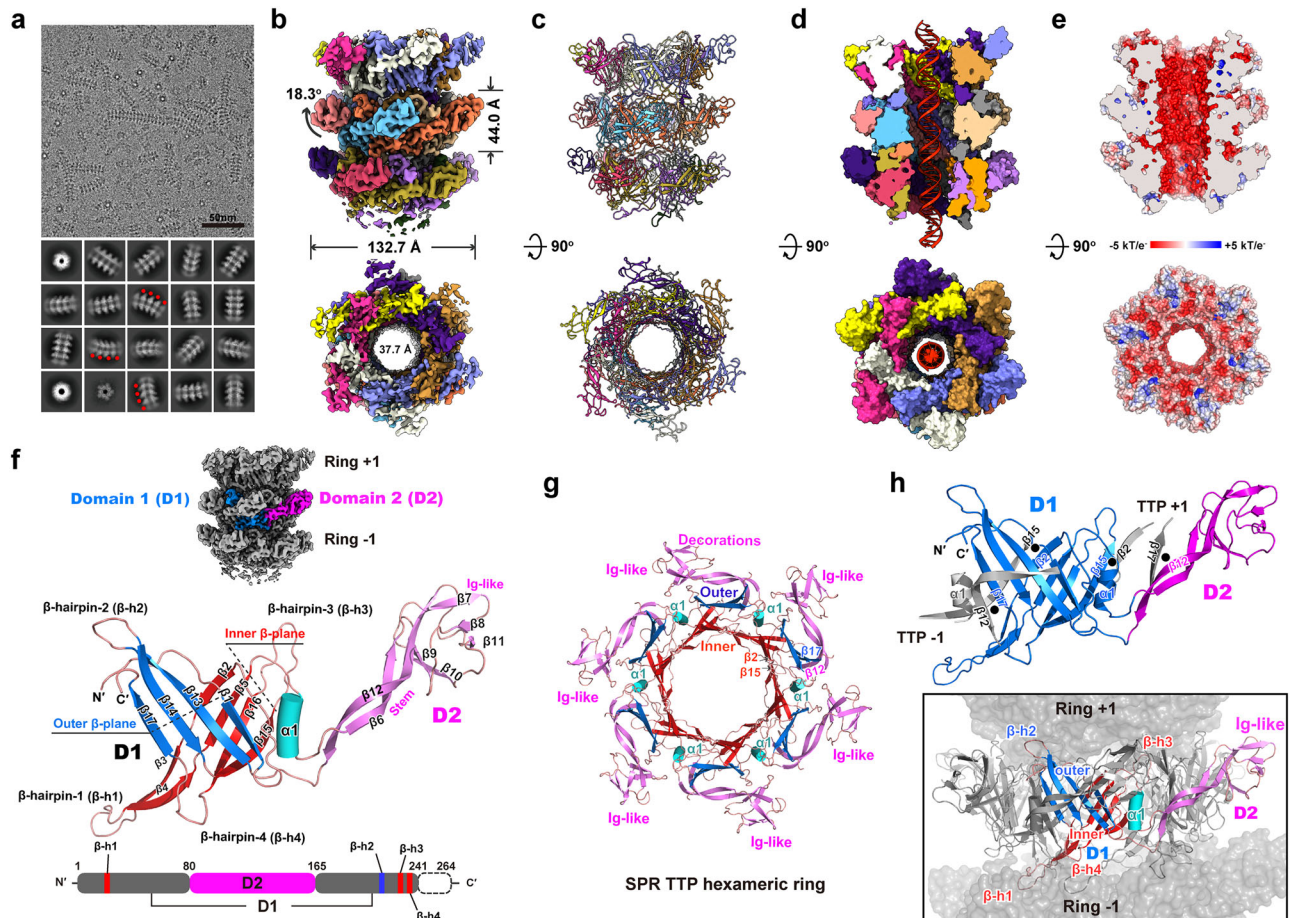 a
50nm
b
18.3°
44.0 Å
132.7 Å
37.7 Å
c
90°
d
90°
e
-5 kT/e⁻ +5 kT/e⁻
90°
f
Ring +1
Domain 1 (D1)
Domain 2 (D2)
Ring -1
β-hairpin-2 (β-h2)
β-hairpin-3 (β-h3)
Ig-like
β7
β8
β11
Inner β-plane
β2
β5
β9
β10
N′
C′
β13
β16
β12
Stem
β17
β14
β15
α1
β6
D2
Outer β-plane
D1
β3
β4
β-hairpin-1 (β-h1)
β-hairpin-4 (β-h4)
β-h1
β-h2
β-h3
1
80
165
241
264
N′
D2
C′
D1
β-h4
g
Decorations
Ig-like
Ig-like
Outer
α1
α1
Inner
β17
β2
β12
β15
α1
α1
Ig-like
Ig-like
α1
α1
Ig-like
Ig-like
SPR TTP hexameric ring
h
D1
TTP +1
β15
β2
N′
C′
β2
β15
β17
β12
α1
β17
α1
β12
D2
TTP -1
Ring +1
Ig-like
β-h2
β-h3
outer
α1
Inner
D2
D1
β-h4
β-h1
Ring -1